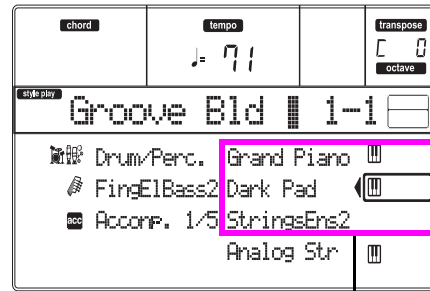 chord
tempo
transpose
♩= 71
C 0
octave
style play
Groove Bld 1-1
Drum/Perc. Grand Piano
FingElBass2 Dark Pad
acc Accomp. 1/5 StringsEns2
Analog Str